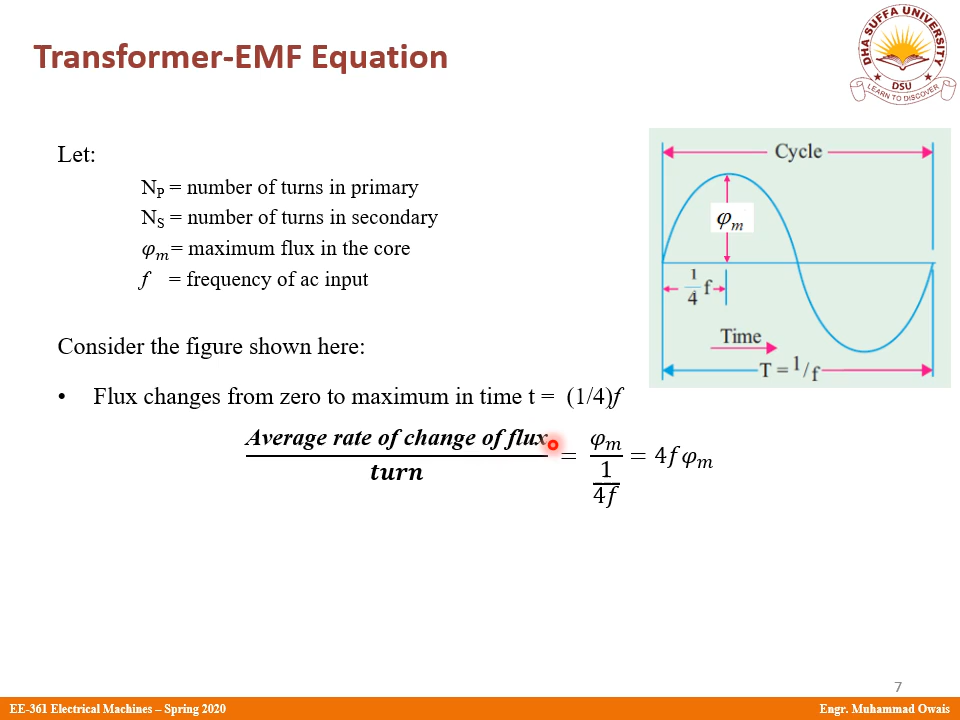 Transformer-EMF Equation
DHA SUFFA UNIVERSITY
DSU
LEARN TO DISCOVER
Let:
N_P = number of turns in primary
N_S = number of turns in secondary
φ_m = maximum flux in the core
f = frequency of ac input
Cycle
φ_m
1/4 f
Time
T = 1/f
Consider the figure shown here:
• Flux changes from zero to maximum in time t = (1/4)f
Average rate of change of flux / turn = φ_m / (1/4f) = 4fφ_m
7
EE-361 Electrical Machines – Spring 2020
Engr. Muhammad Owais